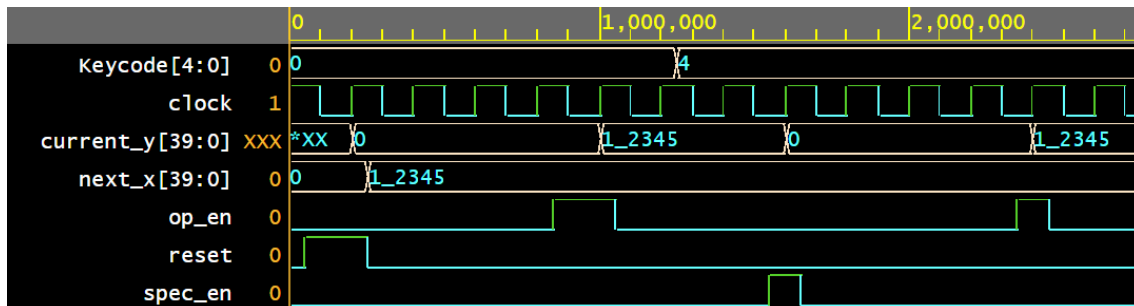 0 1,000,000 2,000,000
Keycode[4:0] 0 0 4
clock 1
current_y[39:0] XXX *XX 0 1_2345 0 1_2345
next_x[39:0] 0 0 1_2345
op_en 0
reset 0
spec_en 0